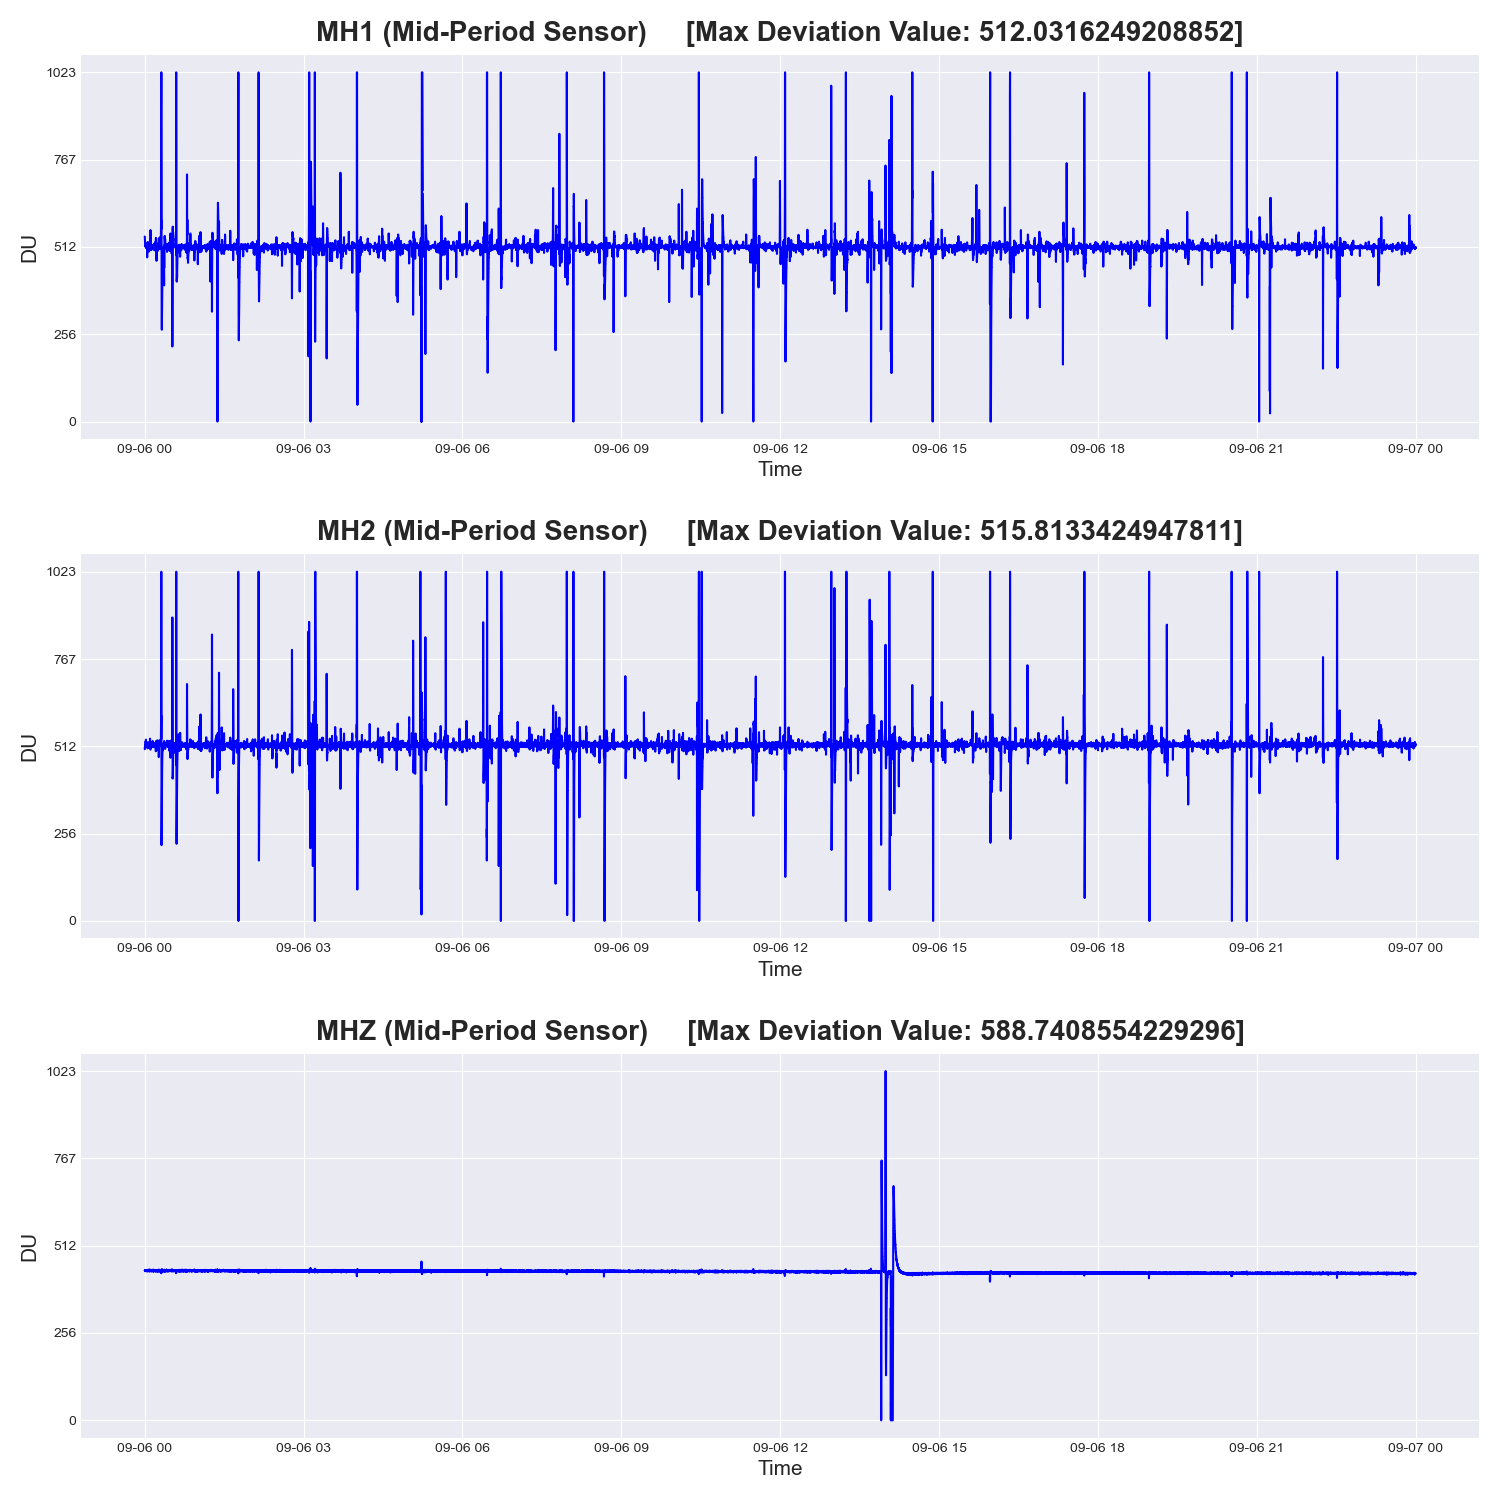 MH1 (Mid-Period Sensor) [Max Deviation Value: 512.0316249208852]
1023
767
512
256
0
DU
09-06 00 09-06 03 09-06 06 09-06 09 09-06 12 09-06 15 09-06 18 09-06 21 09-07 00
Time
MH2 (Mid-Period Sensor) [Max Deviation Value: 515.8133424947811]
1023
767
512
256
0
DU
09-06 00 09-06 03 09-06 06 09-06 09 09-06 12 09-06 15 09-06 18 09-06 21 09-07 00
Time
MHZ (Mid-Period Sensor) [Max Deviation Value: 588.7408554229296]
1023
767
512
256
0
DU
09-06 00 09-06 03 09-06 06 09-06 09 09-06 12 09-06 15 09-06 18 09-06 21 09-07 00
Time